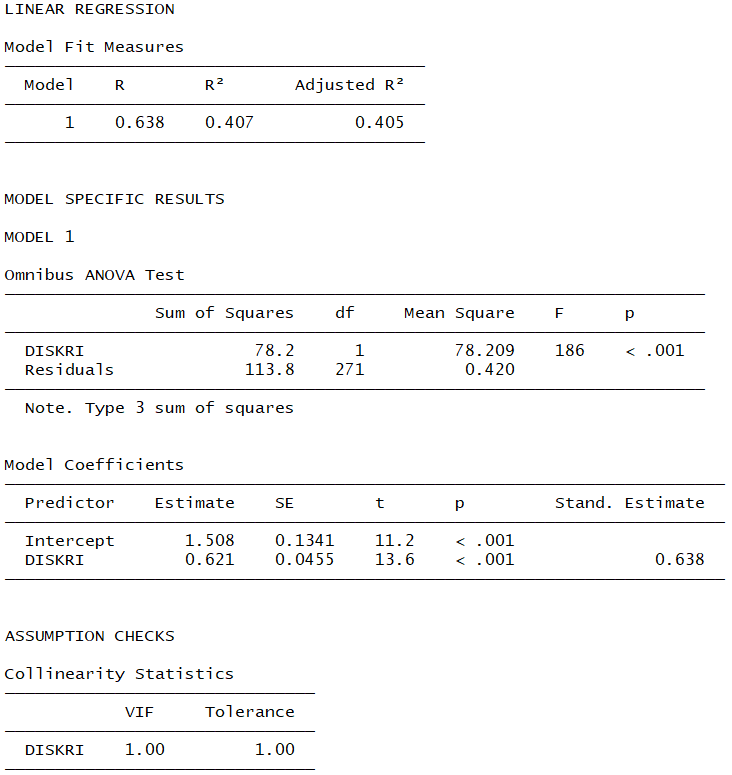 LINEAR REGRESSION
Model Fit Measures
Model R R² Adjusted R²
1 0.638 0.407 0.405
MODEL SPECIFIC RESULTS
MODEL 1
Omnibus ANOVA Test
Sum of Squares df Mean Square F p
DISKRI 78.2 1 78.209 186 < .001
Residuals 113.8 271 0.420
Note. Type 3 sum of squares
Model Coefficients
Predictor Estimate SE t p Stand. Estimate
Intercept 1.508 0.1341 11.2 < .001
DISKRI 0.621 0.0455 13.6 < .001 0.638
ASSUMPTION CHECKS
Collinearity Statistics
VIF Tolerance
DISKRI 1.00 1.00